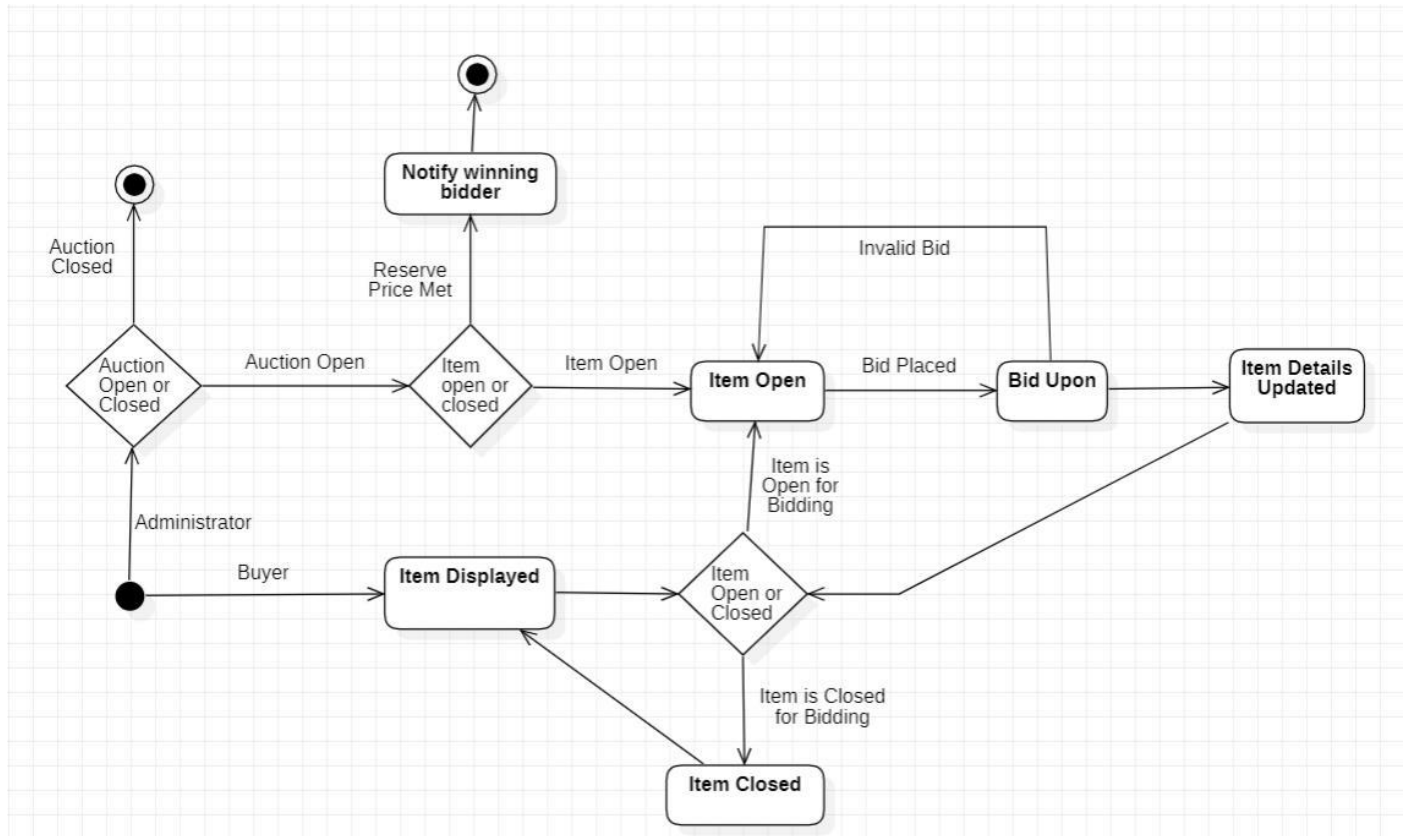 Notify winning
bidder
Auction
Closed
Reserve
Price Met
Invalid Bid
Auction
Open or
Closed
Auction Open
Item
open or
closed
Item Open
Item Open
Bid Placed
Bid Upon
Item Details
Updated
Item is
Open for
Bidding
Administrator
Buyer
Item Displayed
Item
Open or
Closed
Item is Closed
for Bidding
Item Closed